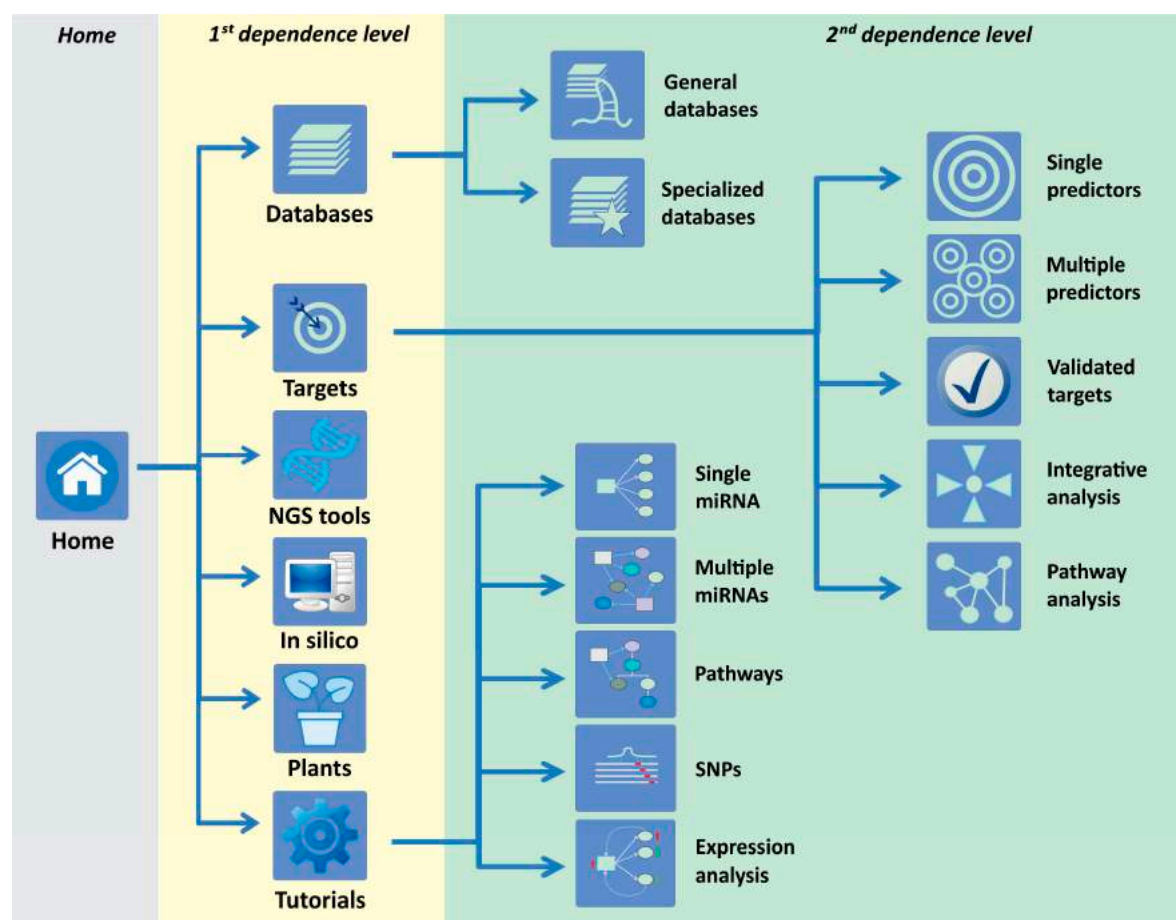 Home
1st dependence level
2nd dependence level
Databases
General
databases
Specialized
databases
Targets
Single
predictors
Multiple
predictors
Validated
targets
Integrative
analysis
Pathway
analysis
Home
NGS tools
In silico
Plants
Tutorials
Single
miRNA
Multiple
miRNAs
Pathways
SNPs
Expression
analysis